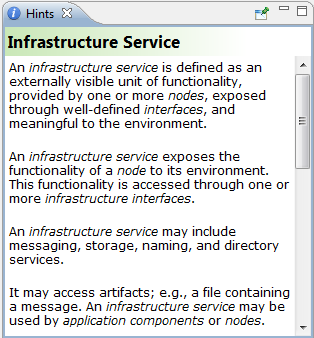 Hints
Infrastructure Service
An infrastructure service is defined as an
externally visible unit of functionality,
provided by one or more nodes, exposed
through well-defined interfaces, and
meaningful to the environment.
An infrastructure service exposes the
functionality of a node to its environment.
This functionality is accessed through one or
more infrastructure interfaces.
An infrastructure service may include
messaging, storage, naming, and directory
services.
It may access artifacts; e.g., a file containing
a message. An infrastructure service may be
used by application components or nodes.